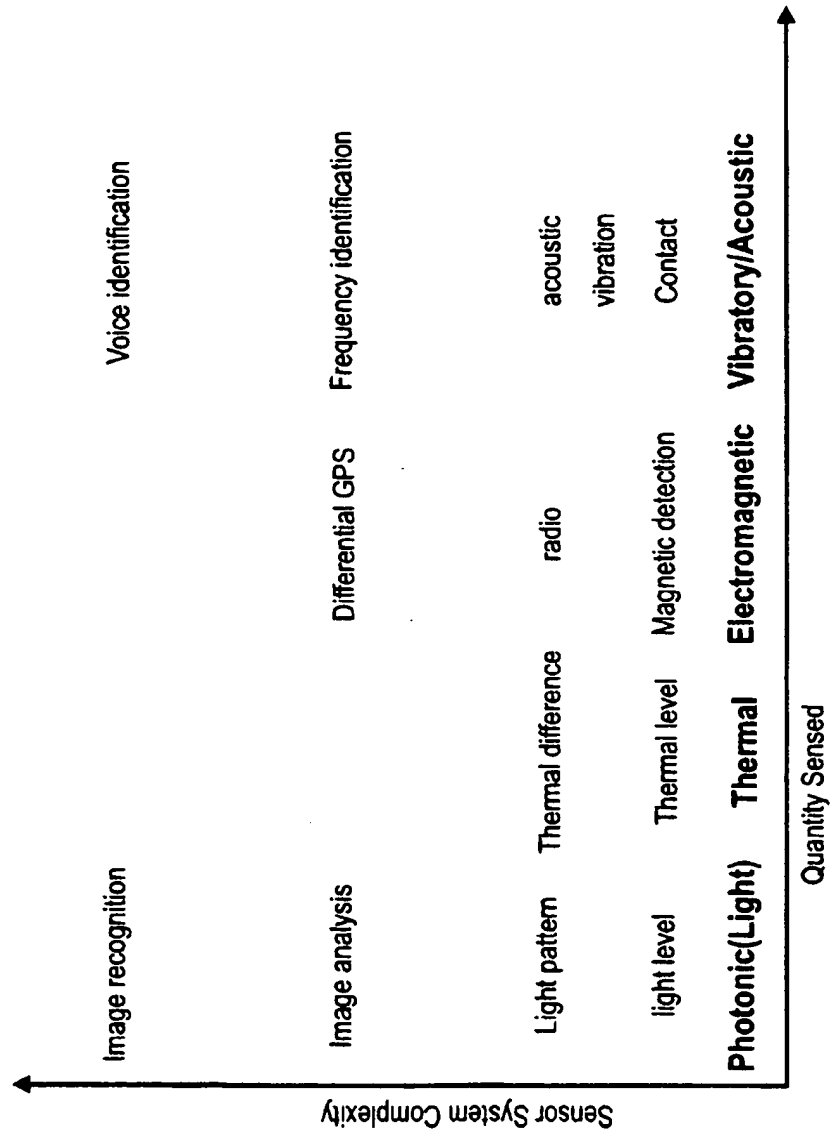 Sensor System Complexity
Image recognition
Voice identification
Image analysis
Differential GPS
Frequency identification
Light pattern
Thermal difference
radio
acoustic
vibration
light level
Thermal level
Magnetic detection
Contact
Photonic(Light)
Thermal
Electromagnetic
Vibratory/Acoustic
Quantity Sensed